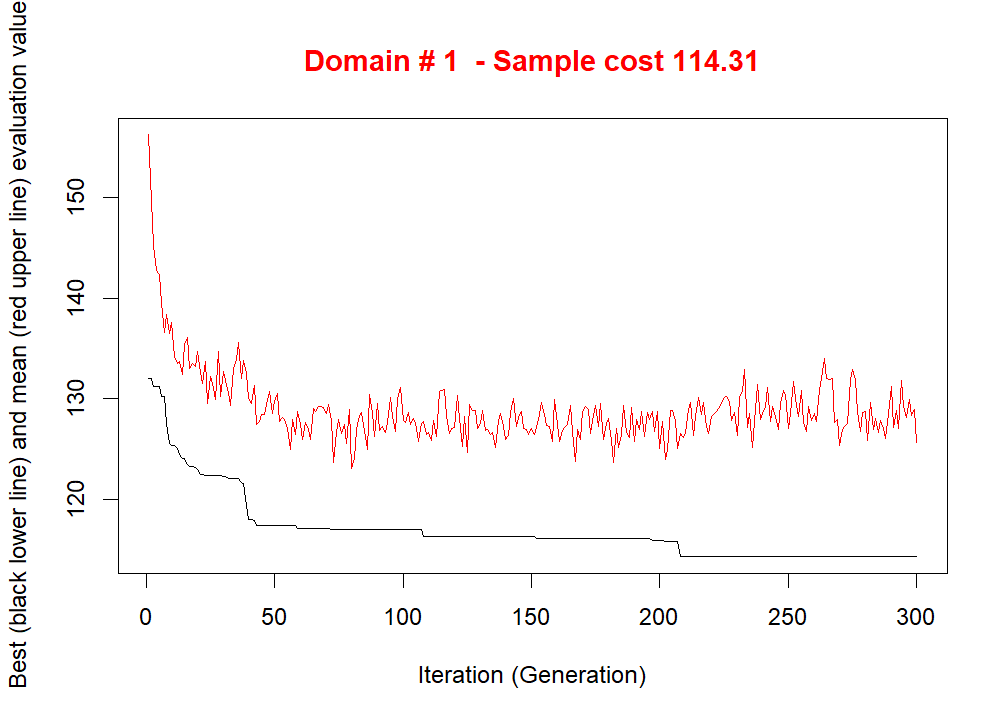 Domain # 1  - Sample cost 114.31
Best (black lower line) and mean (red upper line) evaluation value
150
140
130
120
0 50 100 150 200 250 300
Iteration (Generation)